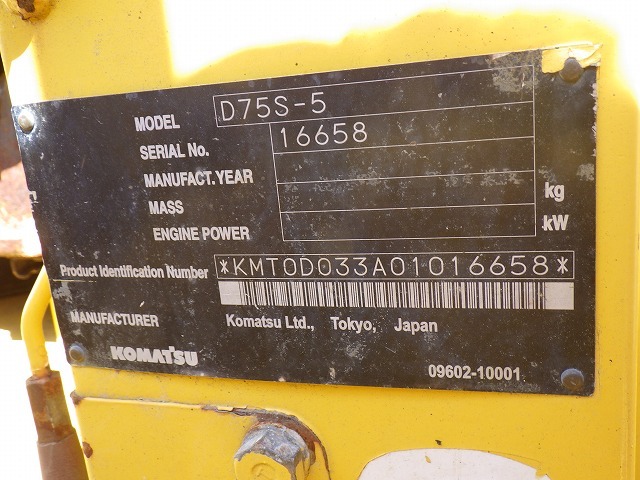 MODEL D75S-5
SERIAL No. 16658
MANUFACT.YEAR
MASS kg
ENGINE POWER kW
Product Identification Number *KMT0D033A01016658*
MANUFACTURER Komatsu Ltd., Tokyo, Japan
KOMATSU 09602-10001